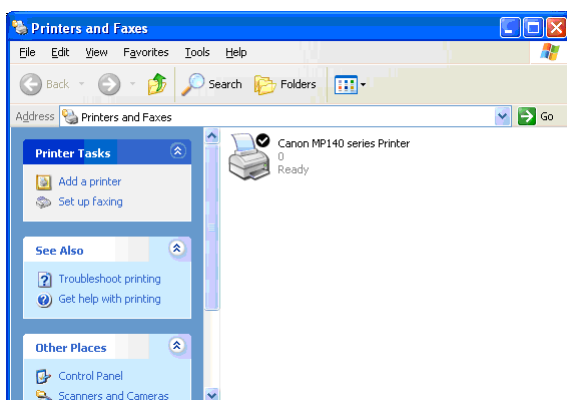 Printers and Faxes
File Edit View Favorites Tools Help
Back Search Folders
Address Printers and Faxes Go
Printer Tasks
Add a printer
Set up faxing
See Also
Troubleshoot printing
Get help with printing
Other Places
Control Panel
Scanners and Cameras
Canon MP140 series Printer
0
Ready